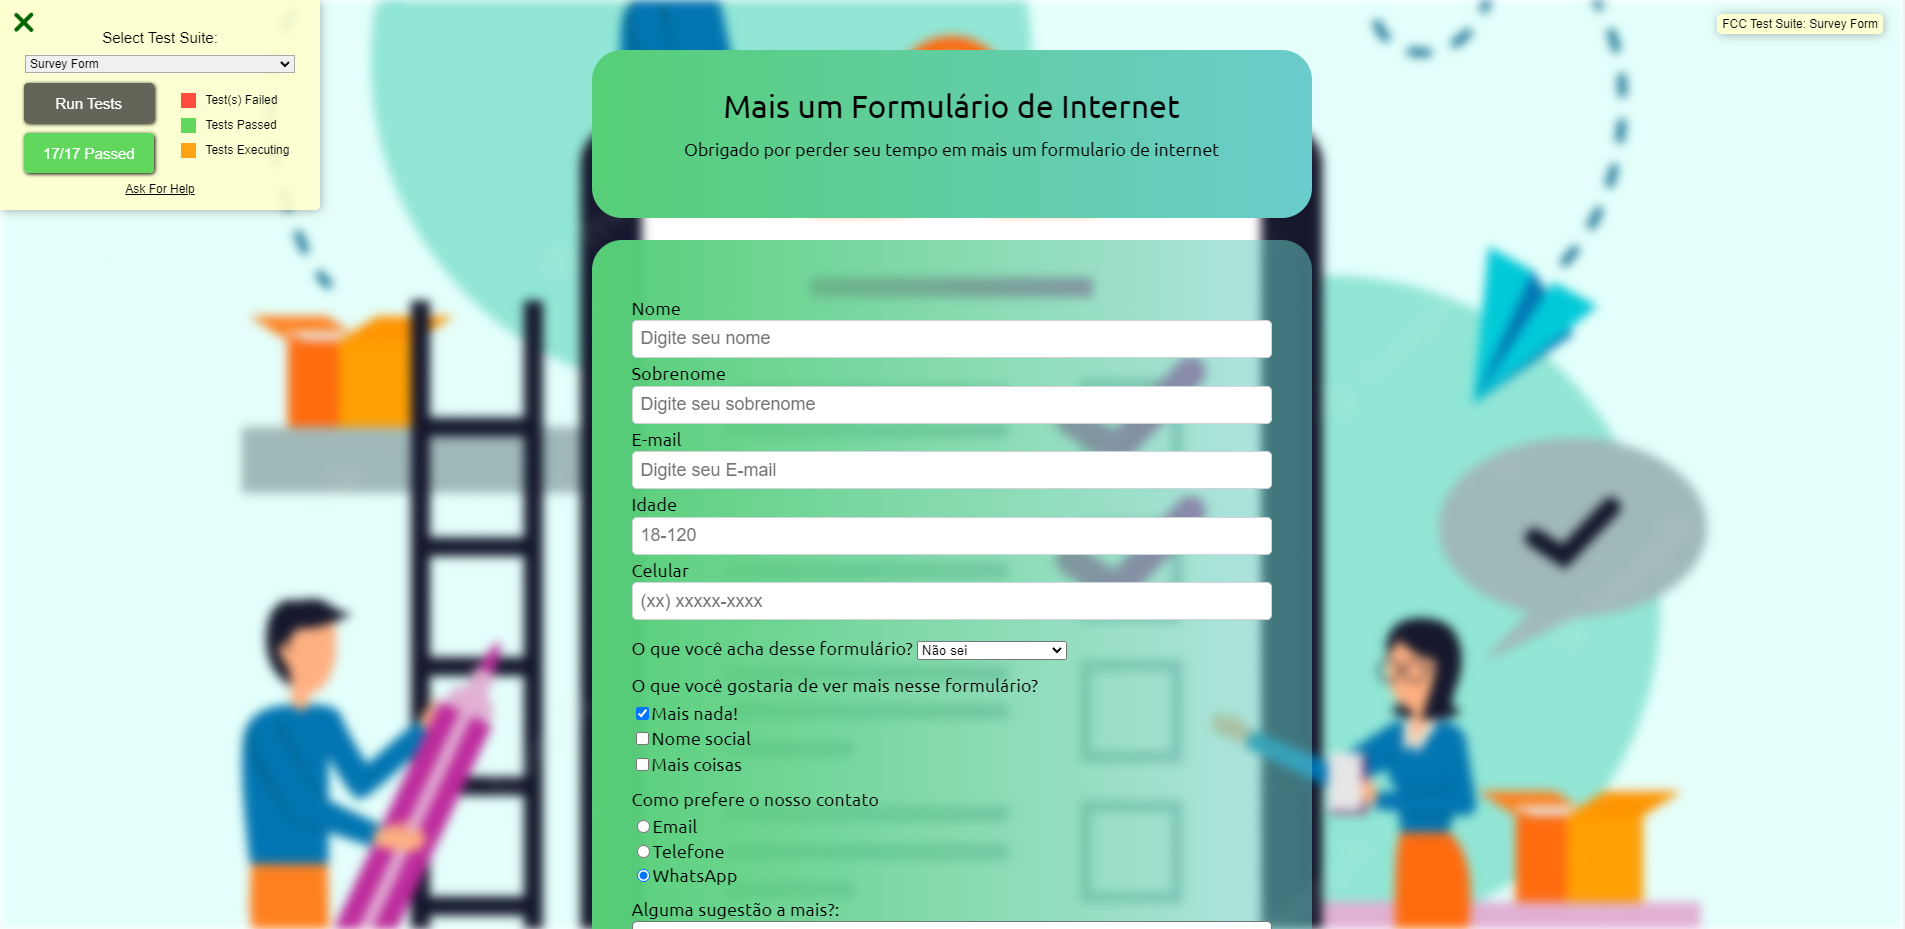 Select Test Suite:
Survey Form
Run Tests
17/17 Passed
Test(s) Failed
Tests Passed
Tests Executing
Ask For Help
FCC Test Suite: Survey Form
Mais um Formulário de Internet
Obrigado por perder seu tempo em mais um formulario de internet
Nome
Digite seu nome
Sobrenome
Digite seu sobrenome
E-mail
Digite seu E-mail
Idade
18-120
Celular
(xx) xxxxx-xxxx
O que você acha desse formulário? Não sei
O que você gostaria de ver mais nesse formulário?
Mais nada!
Nome social
Mais coisas
Como prefere o nosso contato
Email
Telefone
WhatsApp
Alguma sugestão a mais?: